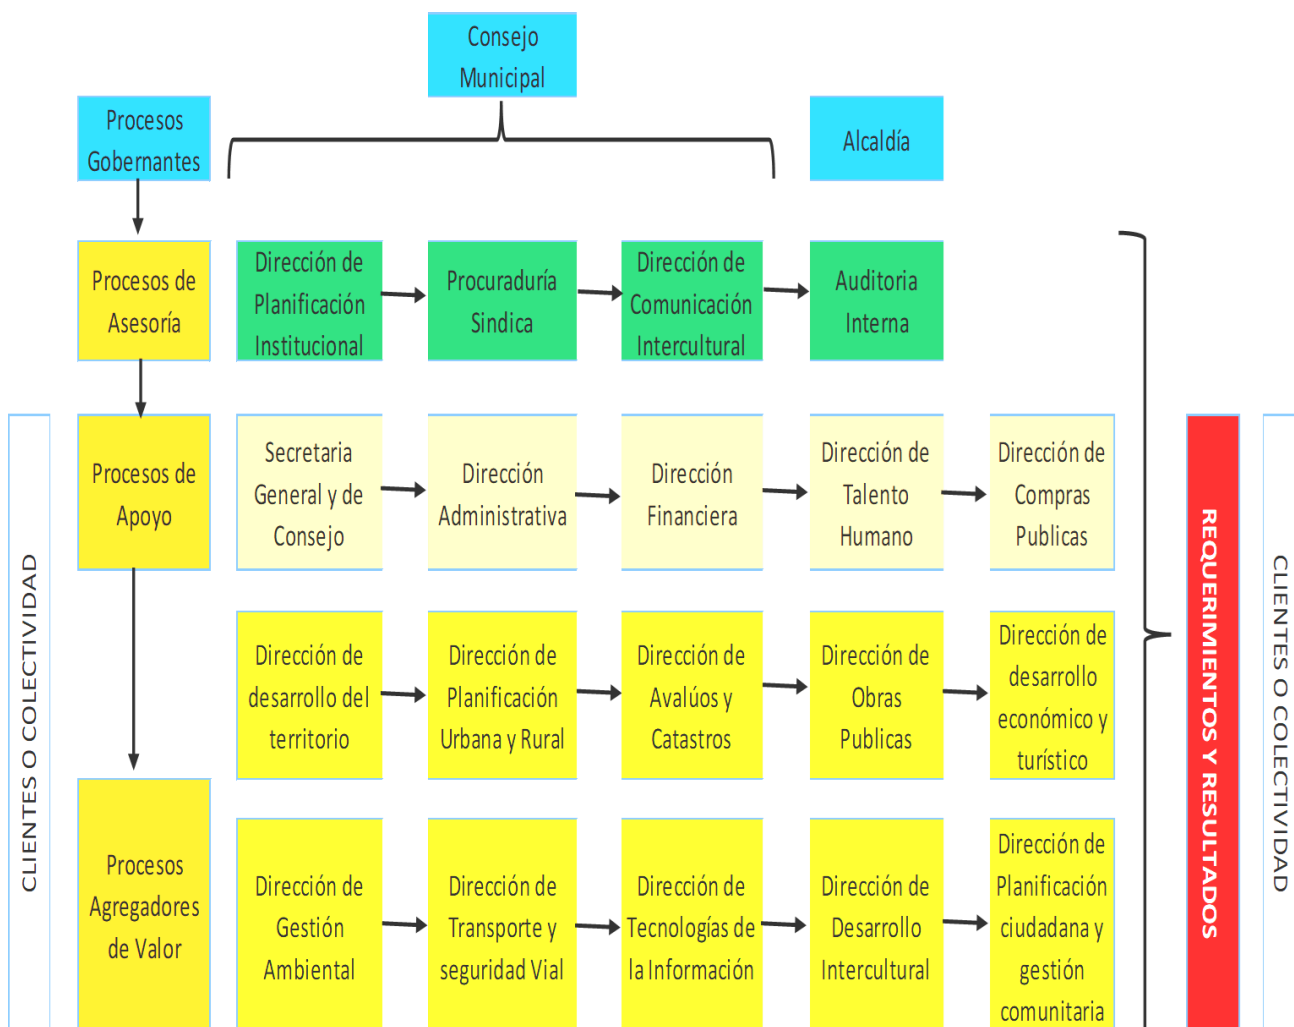 Consejo
Municipal
Procesos
Gobernantes
Alcaldía
Procesos de
Asesoría
Dirección de
Planificación
Institucional
Procuraduría
Sindica
Dirección de
Comunicación
Intercultural
Auditoria
Interna
CLIENTES O COLECTIVIDAD
Procesos de
Apoyo
Secretaria
General y de
Consejo
Dirección
Administrativa
Dirección
Financiera
Dirección de
Talento
Humano
Dirección de
Compras
Publicas
Dirección de
desarrollo del
territorio
Dirección de
Planificación
Urbana y Rural
Dirección de
Avalúos y
Catastros
Dirección de
Obras
Publicas
Dirección de
desarrollo
económico y
turístico
Procesos
Agregadores
de Valor
Dirección de
Gestión
Ambiental
Dirección de
Transporte y
seguridad Vial
Dirección de
Tecnologías de
la Información
Dirección de
Desarrollo
Intercultural
Dirección de
Planificación
ciudadana y
gestión
comunitaria
REQUERIMIENTOS Y RESULTADOS
CLIENTES O COLECTIVIDAD